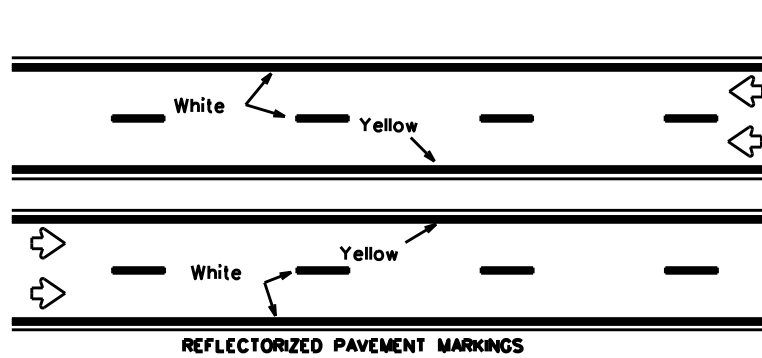 White
Yellow
Yellow
White
REFLECTORIZED PAVEMENT MARKINGS